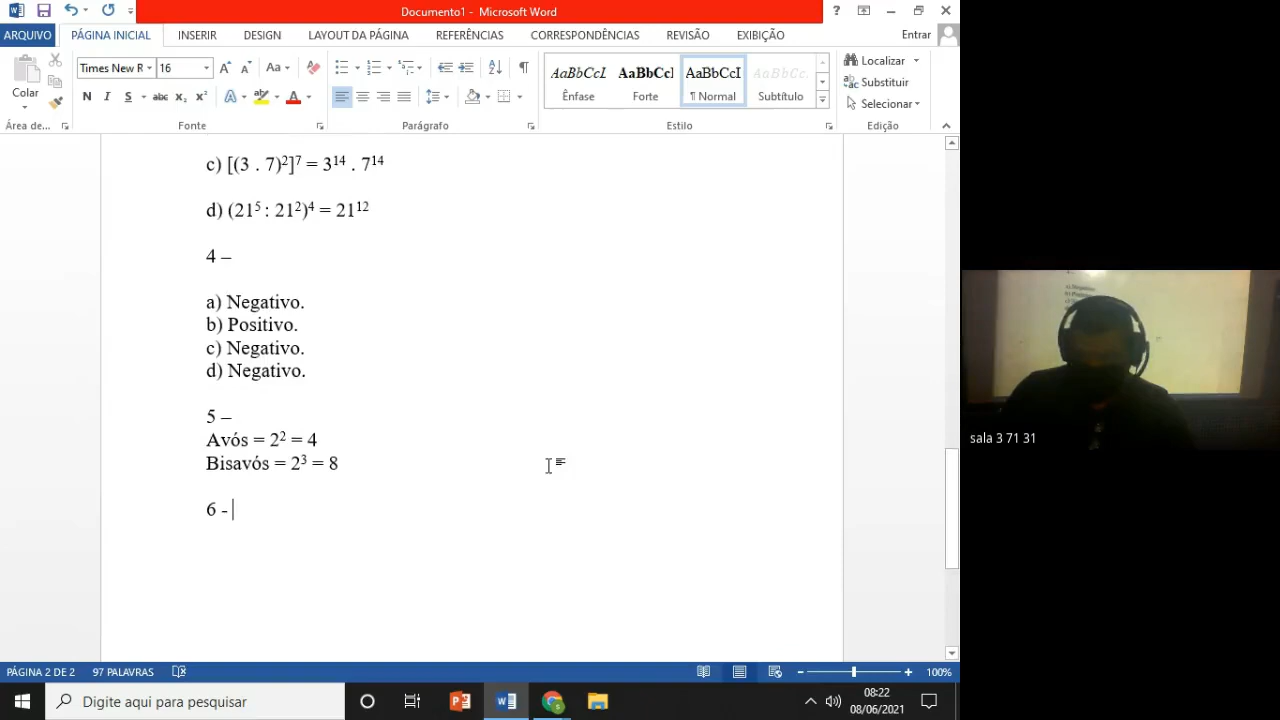 Documento1 - Microsoft Word
?
ARQUIVO PÁGINA INICIAL INSERIR DESIGN LAYOUT DA PÁGINA REFERÊNCIAS CORRESPONDÊNCIAS REVISÃO EXIBIÇÃO Entrar
Times New R 16 Aa
Colar
N I S abc x₂ x² A A
AaBbCcI AaBbCcI AaBbCcI AaBbCc.
Ênfase Forte ¶ Normal Subtítulo
Localizar
Substituir
Selecionar
Área de... Fonte Parágrafo Estilo Edição
c) [(3 . 7)²]⁷ = 3¹⁴ . 7¹⁴
d) (21⁵ : 21²)⁴ = 21¹²
4 –
a) Negativo.
b) Positivo.
c) Negativo.
d) Negativo.
5 –
Avós = 2² = 4
Bisavós = 2³ = 8
6 -
sala 3 71 31
PÁGINA 2 DE 2 97 PALAVRAS 100%
Digite aqui para pesquisar
08:22
08/06/2021